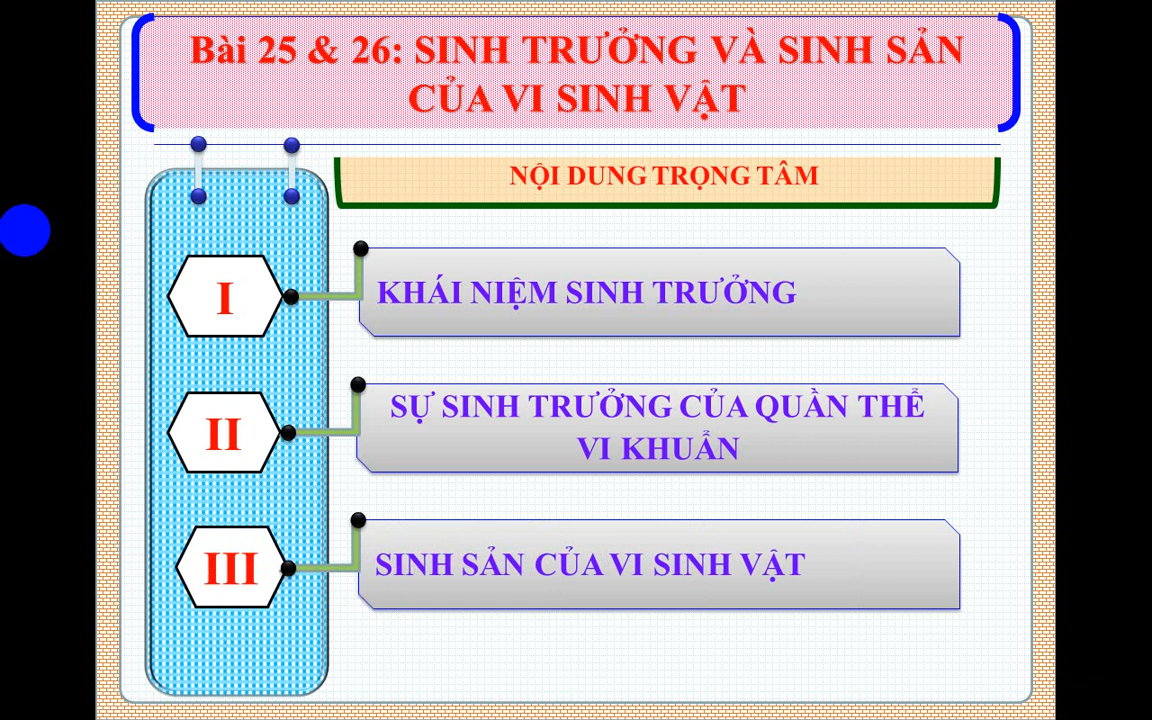 Bài 25 & 26: SINH TRƯỞNG VÀ SINH SẢN
CỦA VI SINH VẬT
NỘI DUNG TRỌNG TÂM
I
KHÁI NIỆM SINH TRƯỞNG
II
SỰ SINH TRƯỞNG CỦA QUẦN THỂ
VI KHUẨN
III
SINH SẢN CỦA VI SINH VẬT